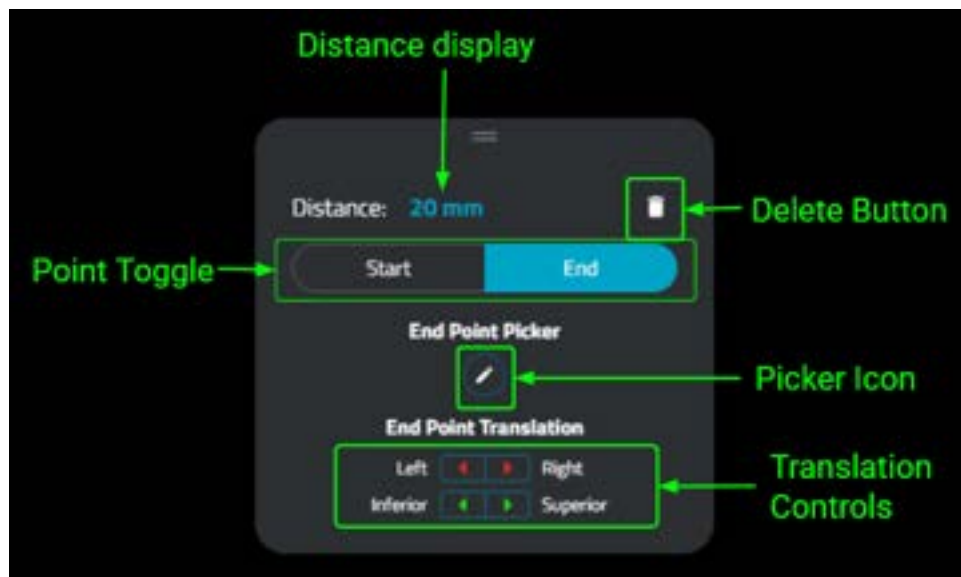 Distance display
Distance: 20 mm
Delete Button
Point Toggle
Start End
End Point Picker
Picker Icon
End Point Translation
Left Right
Inferior Superior
Translation
Controls